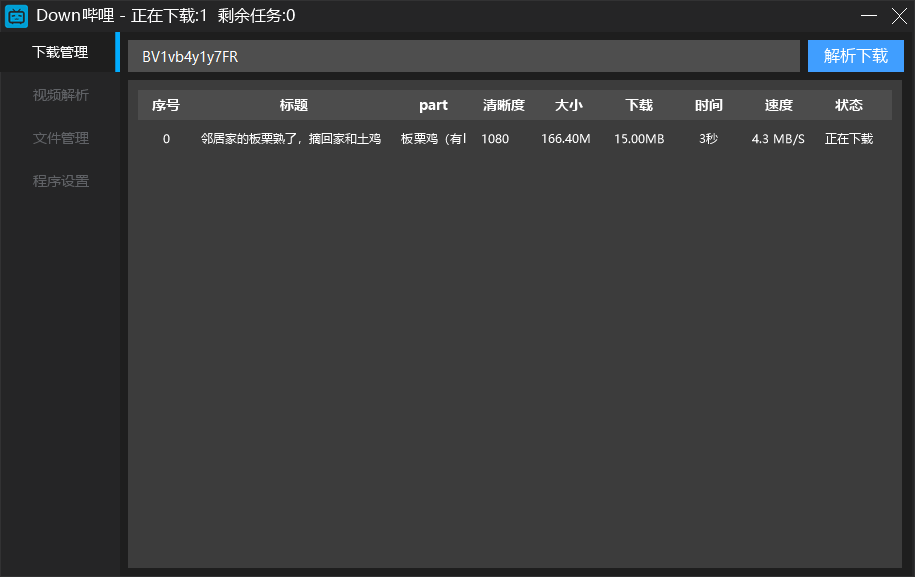 Down哔哩 - 正在下载:1 剩余任务:0
下载管理
视频解析
文件管理
程序设置
BV1vb4y1y7FR 解析下载
序号 标题 part 清晰度 大小 下载 时间 速度 状态
0 邻居家的板栗熟了，摘回家和土鸡 板栗鸡（有 1080 166.40M 15.00MB 3秒 4.3 MB/S 正在下载